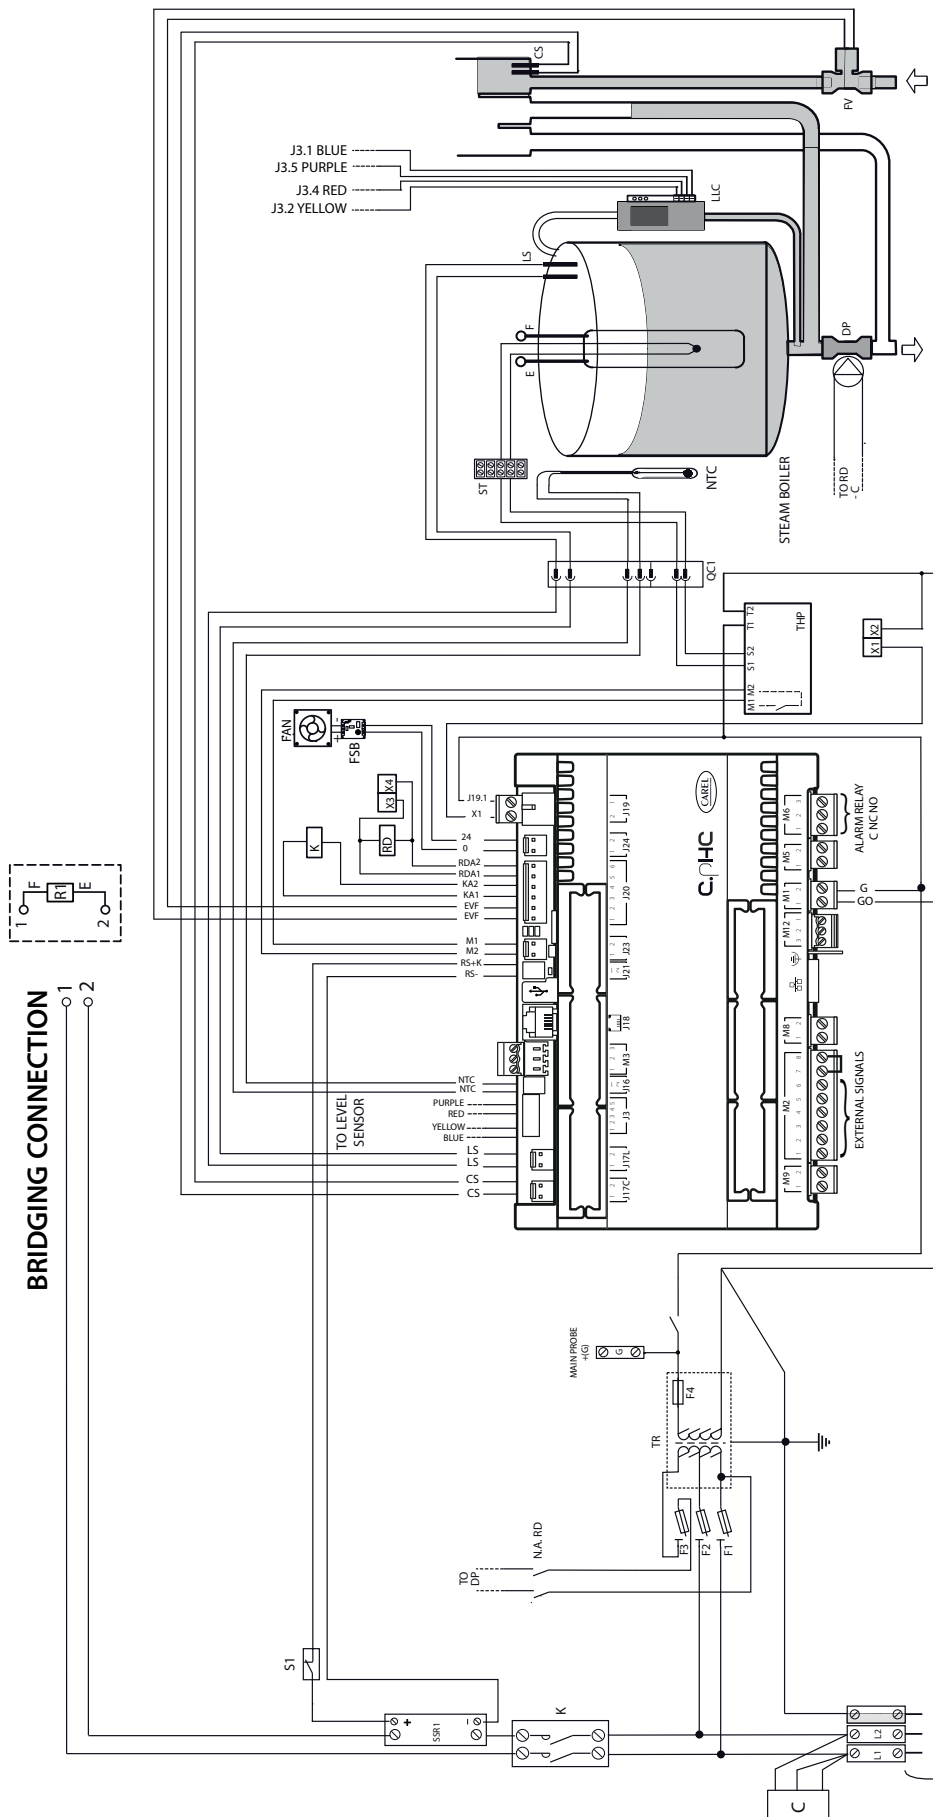 CS
FV
J3.1 BLUE
J3.5 PURPLE
J3.4 RED
J3.2 YELLOW
LLC
LS
F
E
DP
ST
NTC
STEAM BOILER
TO RD
- C
QC1
T2
T1
S2
S1
M2
M1
THP
X1 X2
FAN
- +
FSB
X3 X4
K
RD
J19.1
X1
24
0
RDA2
RDA1
KA2
KA1
EVF
EVF
M1
M2
RS+K
RS-
NTC
NTC
PURPLE
RED
YELLOW
BLUE
TO LEVEL
SENSOR
LS
LS
CS
CS
J19
J24
J20
J23
J21
J18
M3
J16
J3
J17L
J17C
CAREL
c.pHC
M6
M5
M1
M12
M8
M2
M9
ALARM RELAY
C NC NO
G
GO
EXTERNAL SIGNALS
1
F
R1
E
2
BRIDGING CONNECTION
1
2
MAIN PROBE
+(G)
G
F4
TR
F3
F2
F1
N.A. RD
TO
DP
S1
+
-
SSR1
K
L2
L1
C